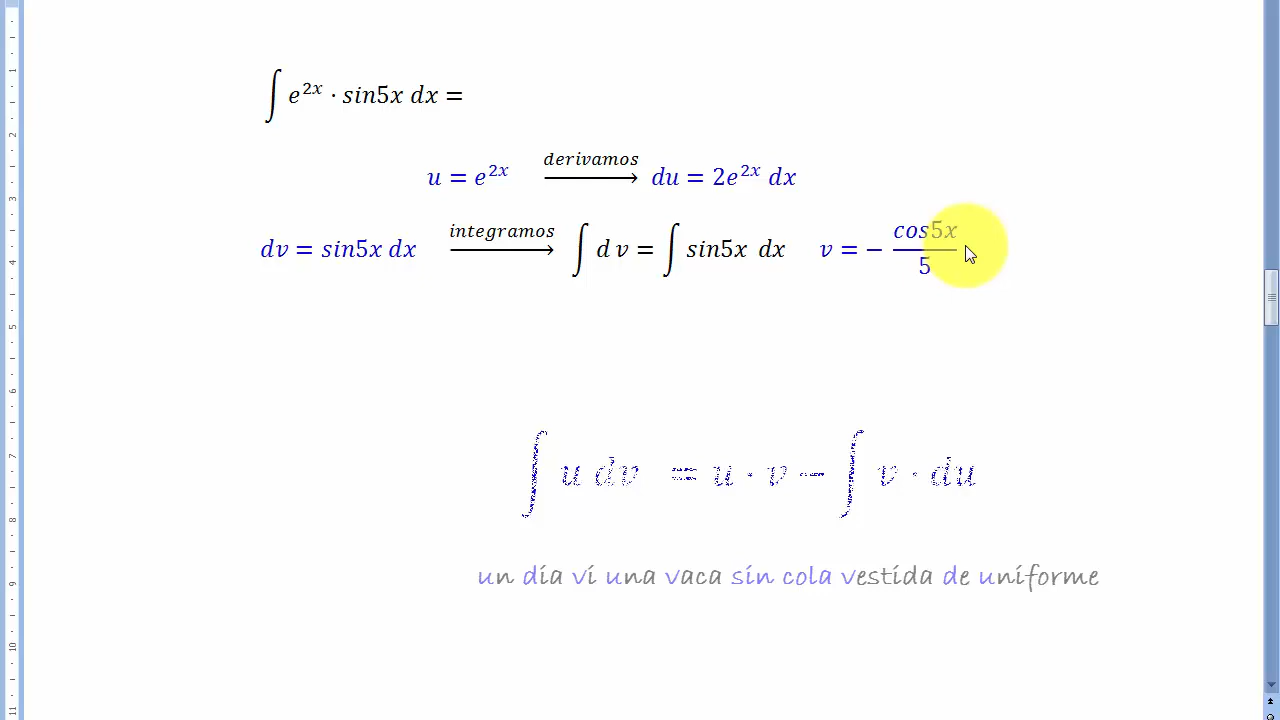 ∫ e^{2x} · sin5x dx =
u = e^{2x} derivamos → du = 2e^{2x} dx
dv = sin5x dx integramos → ∫ d v = ∫ sin5x dx v = − cos5x / 5
∫ u dv = u · v − ∫ v · du
un día vi una vaca sin cola vestida de uniforme